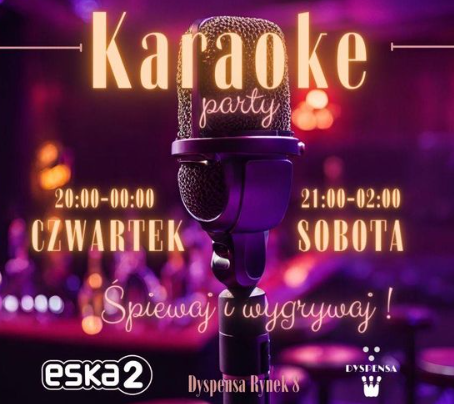 Karaoke
party
20:00-00:00
CZWARTEK
21:00-02:00
SOBOTA
Śpiewaj i wygrywaj !
eska2
Dyspensa Rynek 8
DYSPENSA